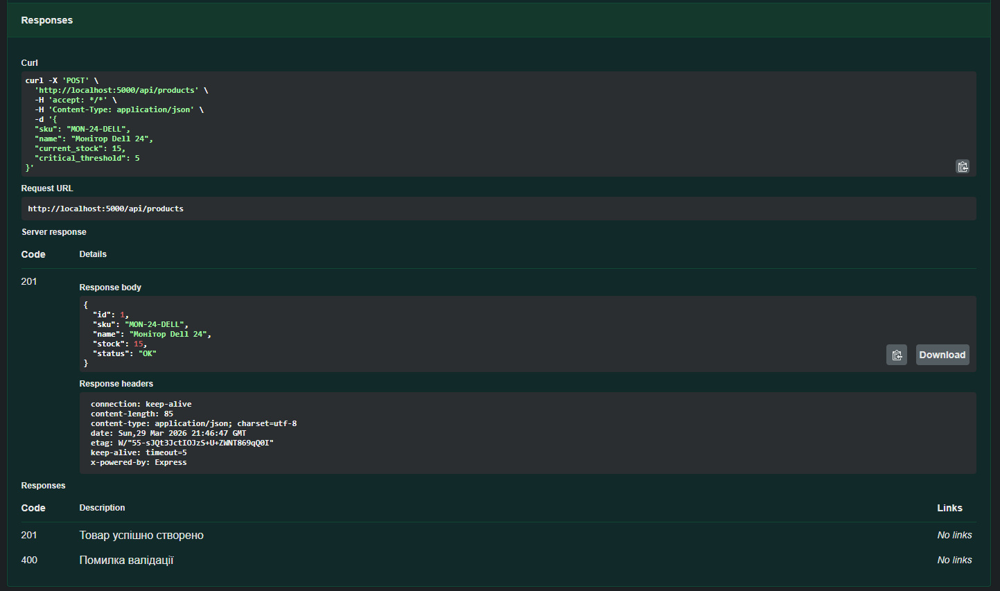 Responses
Curl
curl -X 'POST' \
  'http://localhost:5000/api/products' \
  -H 'accept: */*' \
  -H 'Content-Type: application/json' \
  -d '{
  "sku": "MON-24-DELL",
  "name": "Монітор Dell 24",
  "current_stock": 15,
  "critical_threshold": 5
}'
Request URL
http://localhost:5000/api/products
Server response
Code Details
201
Response body
{
  "id": 1,
  "sku": "MON-24-DELL",
  "name": "Монітор Dell 24",
  "stock": 15,
  "status": "OK"
}
Download
Response headers
connection: keep-alive
content-length: 85
content-type: application/json; charset=utf-8
date: Sun,29 Mar 2026 21:46:47 GMT
etag: W/"55-sJQt3JctIOJzS+U+ZWNT869qQ0I"
keep-alive: timeout=5
x-powered-by: Express
Responses
Code Description Links
201 Товар успішно створено No links
400 Помилка валідації No links